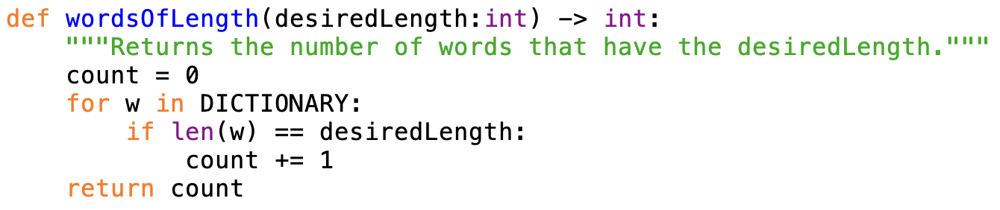 def wordsOfLength(desiredLength:int) -> int:
    """Returns the number of words that have the desiredLength."""
    count = 0
    for w in DICTIONARY:
        if len(w) == desiredLength:
            count += 1
    return count